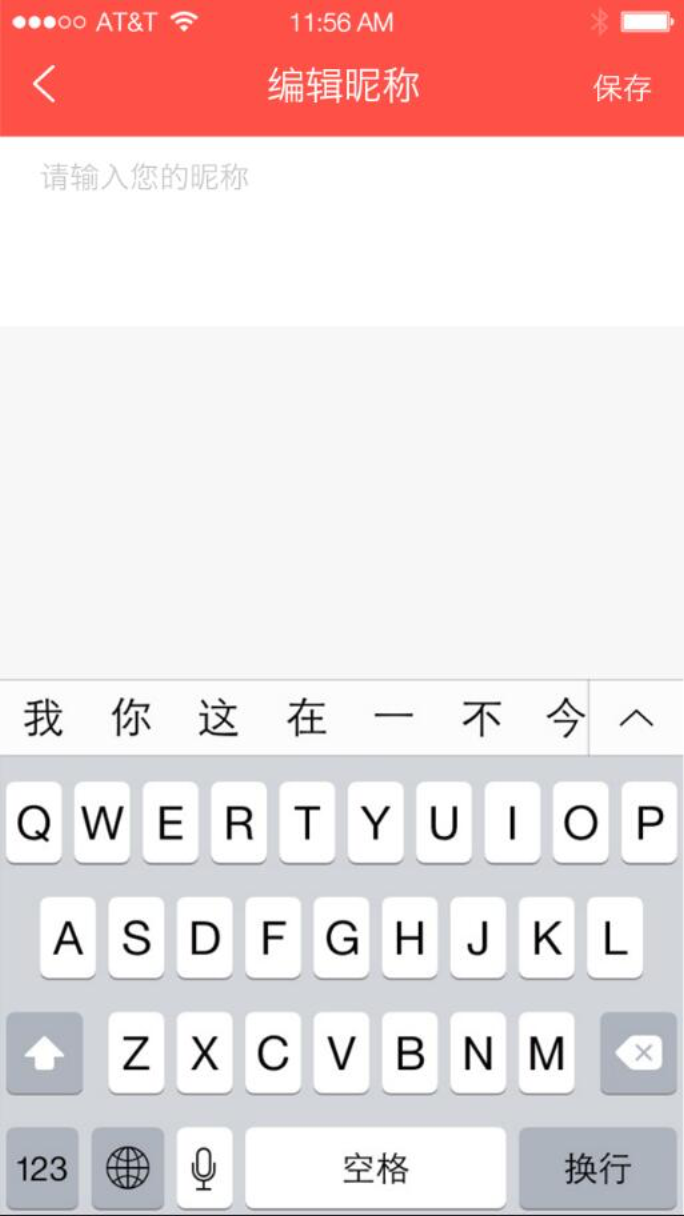 AT&T 11:56 AM
编辑昵称 保存
请输入您的昵称
我 你 这 在 一 不 今
Q W E R T Y U I O P
A S D F G H J K L
Z X C V B N M
123 空格 换行